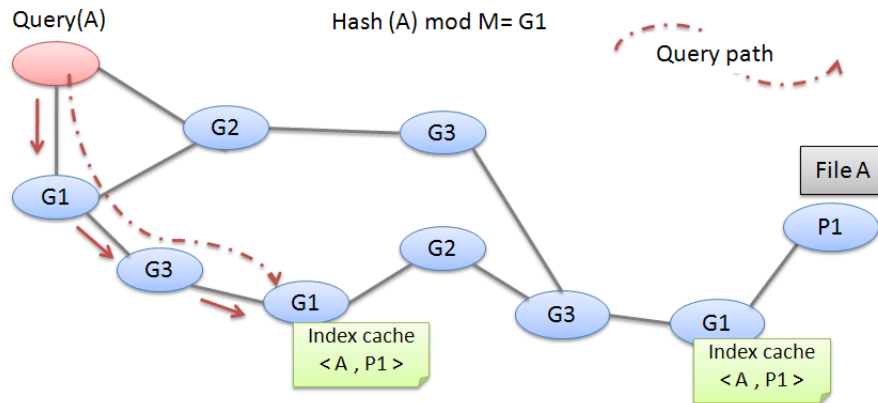 Query(A)
Hash (A) mod M= G1
Query path
G2
G3
File A
G1
P1
G2
G3
G1
G3
G1
Index cache
< A , P1 >
Index cache
< A , P1 >